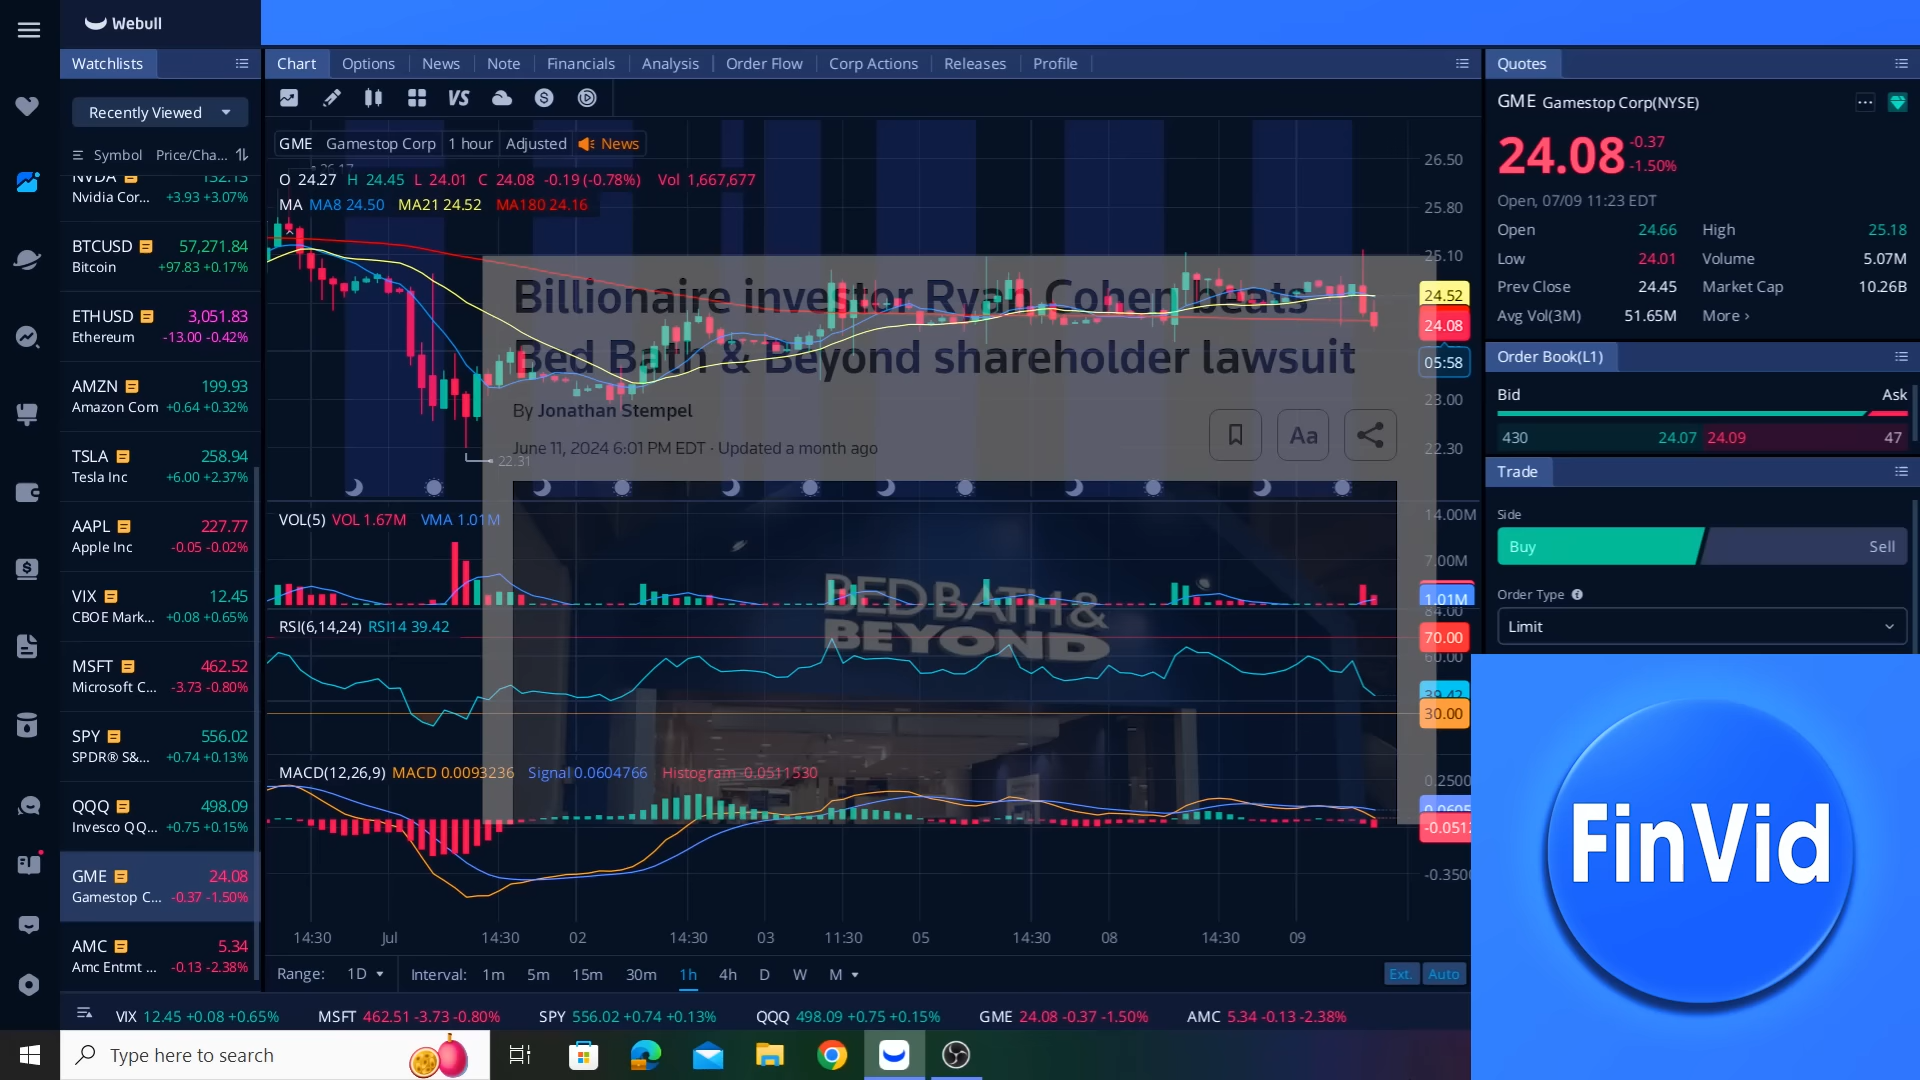 Webull
Watchlists
Recently Viewed
Symbol Price/Cha...
NVDA 132.13
Nvidia Cor... +3.93 +3.07%
BTCUSD 57,271.84
Bitcoin +97.83 +0.17%
ETHUSD 3,051.83
Ethereum -13.00 -0.42%
AMZN 199.93
Amazon Com +0.64 +0.32%
TSLA 258.94
Tesla Inc +6.00 +2.37%
AAPL 227.77
Apple Inc -0.05 -0.02%
VIX 12.45
CBOE Mark... +0.08 +0.65%
MSFT 462.52
Microsoft C... -3.73 -0.80%
SPY 556.02
SPDR® S&... +0.74 +0.13%
QQQ 498.09
Invesco QQ... +0.75 +0.15%
GME 24.08
Gamestop C... -0.37 -1.50%
AMC 5.34
Amc Entmt ... -0.13 -2.38%
Chart Options News Note Financials Analysis Order Flow Corp Actions Releases Profile
VS
GME Gamestop Corp 1 hour Adjusted News
26.17
O 24.27 H 24.45 L 24.01 C 24.08 -0.19 (-0.78%) Vol 1,667,677
MA MA8 24.50 MA21 24.52 MA180 24.16
26.50
25.80
25.10
24.52
24.08
05:58
23.00
22.30
Billionaire investor Ryan Cohen beats
Bed Bath & Beyond shareholder lawsuit
By Jonathan Stempel
June 11, 2024 6:01 PM EDT · Updated a month ago
Aa
22.31
VOL(5) VOL 1.67M VMA 1.01M
14.00M
7.00M
1.01M
BED BATH &
BEYOND
RSI(6,14,24) RSI14 39.42
84.00
70.00
60.00
39.42
30.00
MACD(12,26,9) MACD 0.0093236 Signal 0.0604766 Histogram -0.0511530
0.2500
0.0605
-0.0512
-0.3500
14:30 Jul 14:30 02 14:30 03 11:30 05 14:30 08 14:30 09
Range: 1D Interval: 1m 5m 15m 30m 1h 4h D W M Ext. Auto
VIX 12.45 +0.08 +0.65% MSFT 462.51 -3.73 -0.80% SPY 556.02 +0.74 +0.13% QQQ 498.09 +0.75 +0.15% GME 24.08 -0.37 -1.50% AMC 5.34 -0.13 -2.38%
Type here to search
Quotes
GME Gamestop Corp(NYSE)
24.08 -0.37
-1.50%
Open, 07/09 11:23 EDT
Open 24.66 High 25.18
Low 24.01 Volume 5.07M
Prev Close 24.45 Market Cap 10.26B
Avg Vol(3M) 51.65M More ›
Order Book(L1)
Bid Ask
430 24.07 24.09 47
Trade
Side
Buy Sell
Order Type
Limit
FinVid